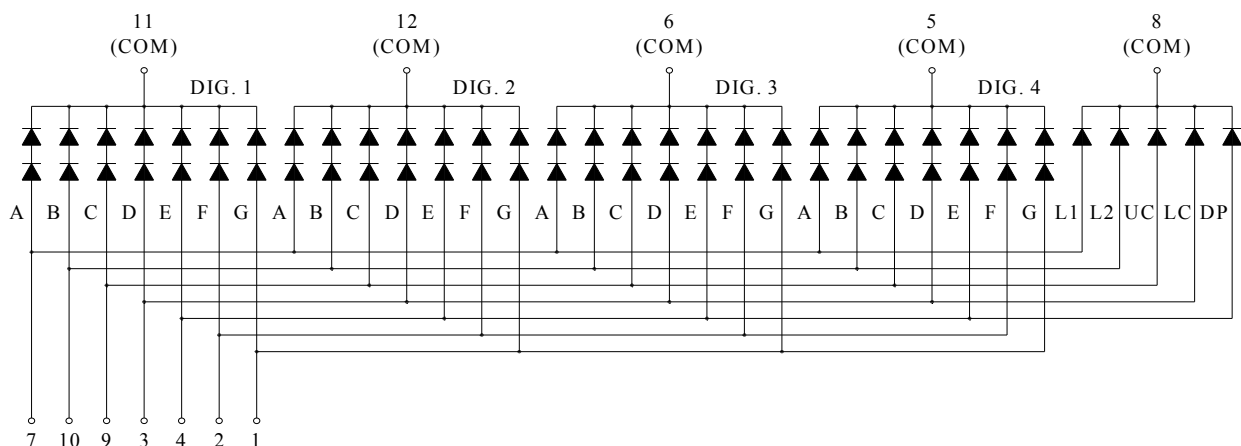 11 12 6 5 8
(COM) (COM) (COM) (COM) (COM)
DIG. 1 DIG. 2 DIG. 3 DIG. 4
A B C D E F G A B C D E F G A B C D E F G A B C D E F G L1 L2 UC LC DP
7 10 9 3 4 2 1